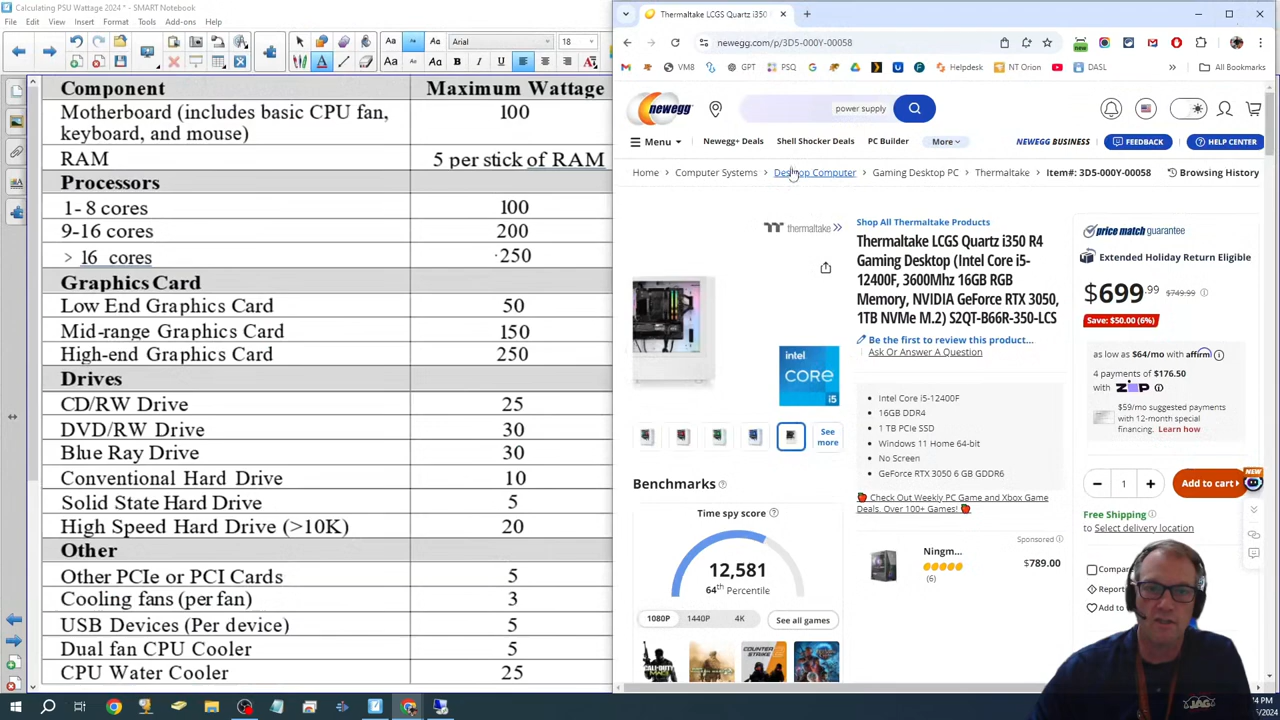 Calculating PSU Wattage 2024 * - SMART Notebook
File Edit View Insert Format Tools Add-ons Help
Arial 18
Component Maximum Wattage
Motherboard (includes basic CPU fan, keyboard, and mouse) 100
RAM 5 per stick of RAM
Processors
1- 8 cores 100
9-16 cores 200
> 16 cores 250
Graphics Card
Low End Graphics Card 50
Mid-range Graphics Card 150
High-end Graphics Card 250
Drives
CD/RW Drive 25
DVD/RW Drive 30
Blue Ray Drive 30
Conventional Hard Drive 10
Solid State Hard Drive 5
High Speed Hard Drive (>10K) 20
Other
Other PCIe or PCI Cards 5
Cooling fans (per fan) 3
USB Devices (Per device) 5
Dual fan CPU Cooler 5
CPU Water Cooler 25
Thermaltake LCGS Quartz i350
newegg.com/p/3D5-000Y-00058
VM8 GPT PSQ Helpdesk NT Orion DASL >> All Bookmarks
newegg power supply
Menu Newegg+ Deals Shell Shocker Deals PC Builder More NEWEGG BUSINESS FEEDBACK HELP CENTER
Home > Computer Systems > Desktop Computer > Gaming Desktop PC > Thermaltake > Item#: 3D5-000Y-00058 Browsing History
thermaltake
intel
CORE
i5
See
more
Benchmarks
Time spy score
12,581
64th Percentile
1080P 1440P 4K See all games
COUNTER
STRIKE
Shop All Thermaltake Products
Thermaltake LCGS Quartz i350 R4
Gaming Desktop (Intel Core i5-
12400F, 3600Mhz 16GB RGB
Memory, NVIDIA GeForce RTX 3050,
1TB NVMe M.2) S2QT-B66R-350-LCS
Be the first to review this product...
Ask Or Answer A Question
Intel Core i5-12400F
16GB DDR4
1 TB PCIe SSD
Windows 11 Home 64-bit
No Screen
GeForce RTX 3050 6 GB GDDR6
Check Out Weekly PC Game and Xbox Game
Deals. Over 100+ Games!
Sponsored
Ningm...
(6)
$789.00
price match guarantee
Extended Holiday Return Eligible
$699.99 $749.99
Save: $50.00 (6%)
as low as $64/mo with affirm
4 payments of $176.50
with ZIP
$59/mo suggested payments
with 12-month special
financing. Learn how
1 Add to cart NEW
Free Shipping
to Select delivery location
Compare
Report
Add to
JAG